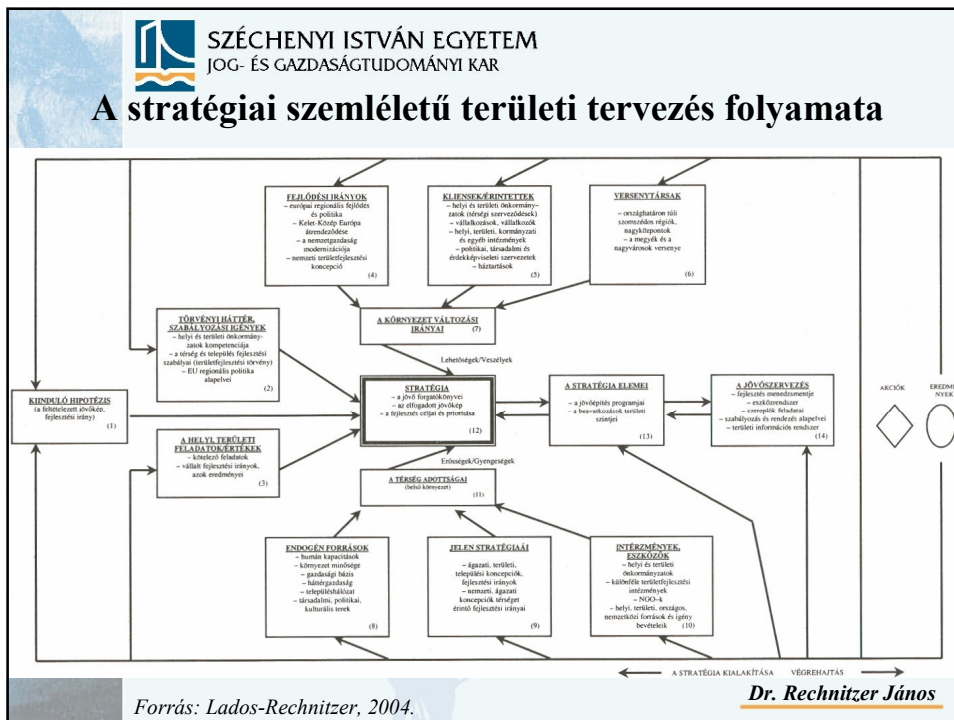 SZÉCHENYI ISTVÁN EGYETEM
JOG- ÉS GAZDASÁGTUDOMÁNYI KAR
A stratégiai szemléletű területi tervezés folyamata
FEJLŐDÉSI IRÁNYOK
– európai regionális fejlődés
és politika
– Kelet-Közép Európa
átrendeződése
– a nemzetgazdaság
modernizációja
– nemzeti területfejlesztési
koncepció
(4)
KLIENSEK/ÉRINTETTEK
– helyi és területi önkormány–
zatok (térségi szerveződések)
– vállalkozások, vállalkozók
– helyi, területi, kormányzati
és egyéb intézmények
– politikai, társadalmi és
érdekképviseleti szervezetek
– háztartások
(5)
VERSENYTÁRSAK
– országhatáron túli
szomszédos régiók,
nagyközpontok
– a megyék és a
nagyvárosok versenye
(6)
TÖRVÉNYI HÁTTÉR,
SZABÁLYOZÁSI IGÉNYEK
– helyi és területi önkormány-
zatok kompetenciája
– a térség és település fejlesztési
szabályai (területfejlesztési törvény)
– EU regionális politika
alapelvei
(2)
A KÖRNYEZET VÁLTOZÁSI
IRÁNYAI
(7)
Lehetőségek/Veszélyek
KIINDULÓ HIPOTÉZIS
(a feltételezett jövőkép,
fejlesztési irány)
(1)
STRATÉGIA
– a jövő forgatókönyvei
– az elfogadott jövőkép
– a fejlesztés céljai és prioritása
(12)
A STRATÉGIA ELEMEI
– a jövőépítés programjai
– a beavatkozások területi
szintjei
(13)
A JÖVŐSZERVEZÉS
– fejlesztés menedzsmentje
– eszközrendszer
– szereplők feladatai
– szabályozás és rendezés alapelvei
– területi információs rendszer
(14)
AKCIÓK
EREDMÉ
NYEK
A HELYI, TERÜLETI
FELADATOK/ÉRTÉKEK
– kötelező feladatok
– vállalt fejlesztési irányok,
azok eredményei
(3)
Erősségek/Gyengeségek
A TÉRSÉG ADOTTSÁGAI
(belső környezet)
(11)
ENDOGÉN FORRÁSOK
– humán kapacitások
– környezet minősége
– gazdasági bázis
– háttérgazdaság
– településhálózat
– társadalmi, politikai,
kulturális terek
(8)
JELEN STRATÉGIÁI
– ágazati, területi,
települési koncepciók,
fejlesztési irányok
– nemzeti, ágazati
koncepciók térséget
érintő fejlesztési irányai
(9)
INTÉZMÉNYEK,
ESZKÖZÖK
– helyi és területi
önkormányzatok
– különféle területfejlesztési
intézmények
– NGO–k
– helyi, területi, országos,
nemzetközi források és igény
bevételeik
(10)
A STRATÉGIA KIALAKÍTÁSA
VÉGREHAJTÁS
Forrás: Lados-Rechnitzer, 2004.
Dr. Rechnitzer János